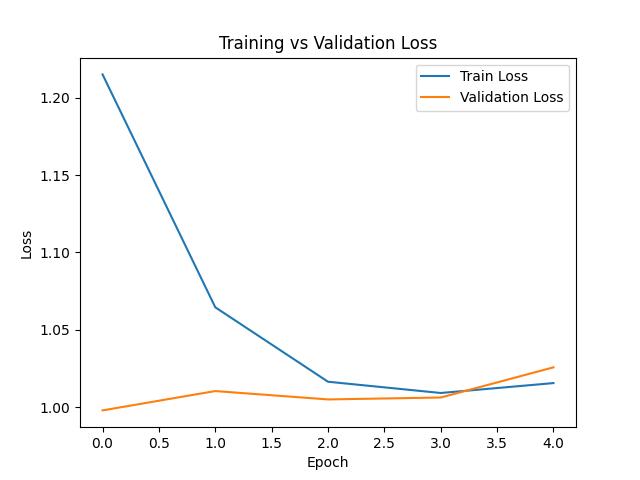 Training vs Validation Loss
Train Loss
Validation Loss
1.20
1.15
1.10
1.05
1.00
Loss
0.0 0.5 1.0 1.5 2.0 2.5 3.0 3.5 4.0
Epoch